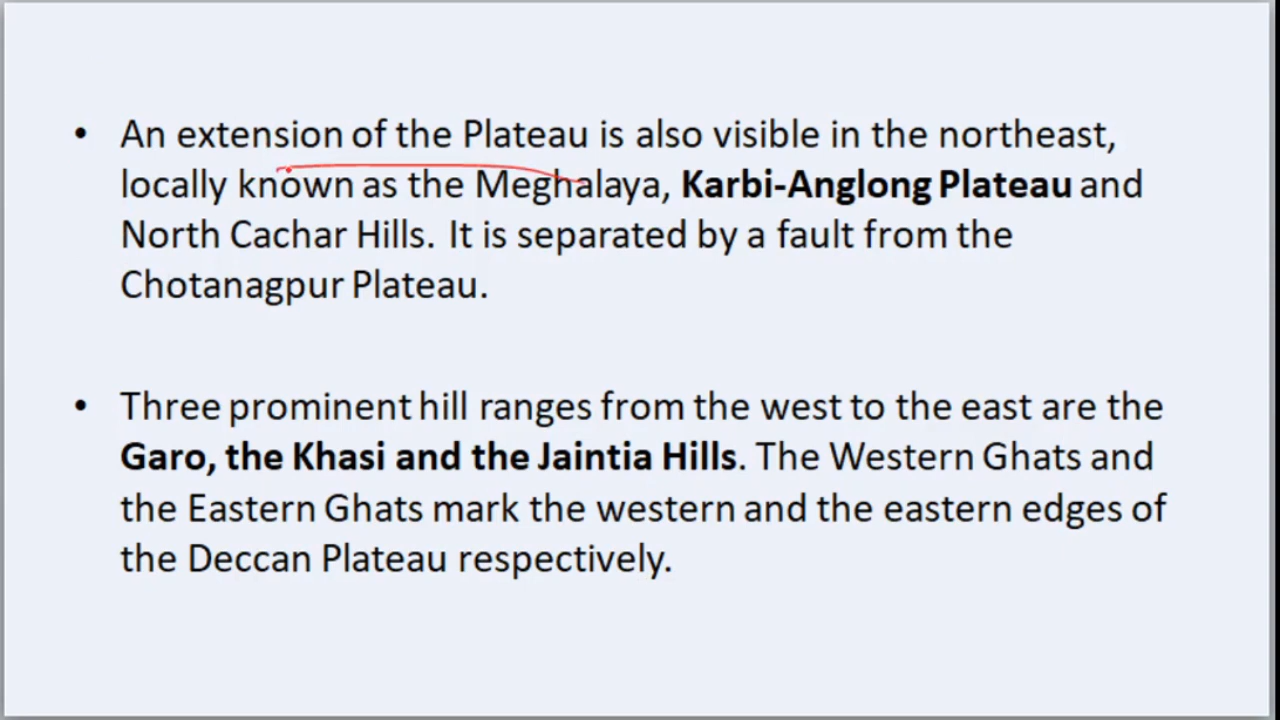 • An extension of the Plateau is also visible in the northeast,
locally known as the Meghalaya, Karbi-Anglong Plateau and
North Cachar Hills. It is separated by a fault from the
Chotanagpur Plateau.
• Three prominent hill ranges from the west to the east are the
Garo, the Khasi and the Jaintia Hills. The Western Ghats and
the Eastern Ghats mark the western and the eastern edges of
the Deccan Plateau respectively.